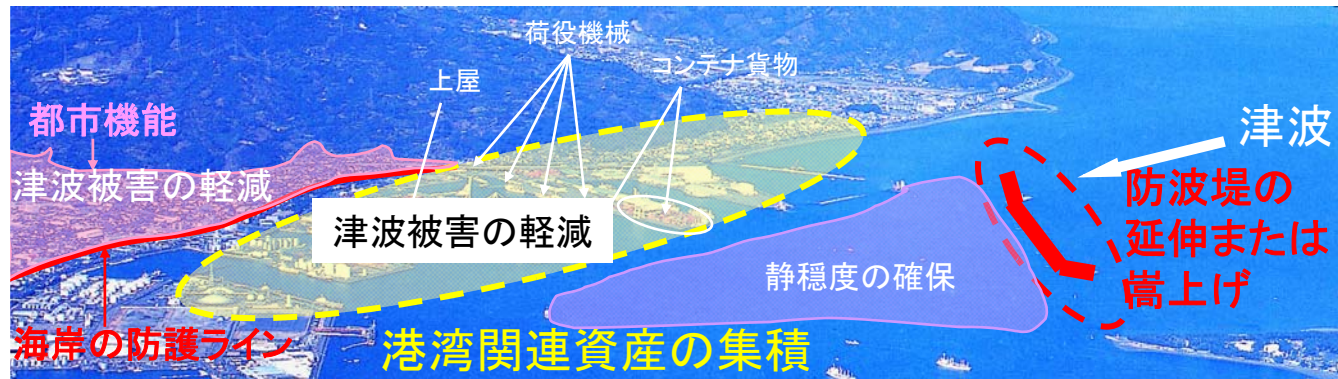 荷役機械
コンテナ貨物
上屋
都市機能
津波
津波被害の軽減
防波堤の
延伸または
嵩上げ
津波被害の軽減
静穏度の確保
海岸の防護ライン
港湾関連資産の集積